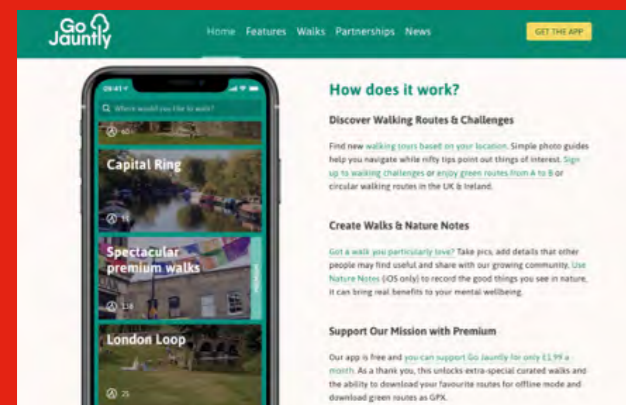 Go
Jauntly
Home Features Walks Partnerships News
GET THE APP
09:41
Where would you like to walk?
60
Capital Ring
15
Spectacular
premium walks
PREMIUM
London Loop
25
How does it work?
Discover Walking Routes & Challenges
Find new walking tours based on your location. Simple photo guides
help you navigate while nifty tips point out things of interest. Sign
up to walking challenges or enjoy green routes from A to B or
circular walking routes in the UK & Ireland.
Create Walks & Nature Notes
Got a walk you particularly love? Take pics, add details that other
people may find useful and share with our growing community. Use
Nature Notes (iOS only) to record the good things you see in nature,
it can bring real benefits to your mental wellbeing.
Support Our Mission with Premium
Our app is free and you can support Go Jauntly for only £1.99 a
month. As a thank you, this unlocks extra-special curated walks and
the ability to download your favourite routes for offline mode and
download green routes as GPX.